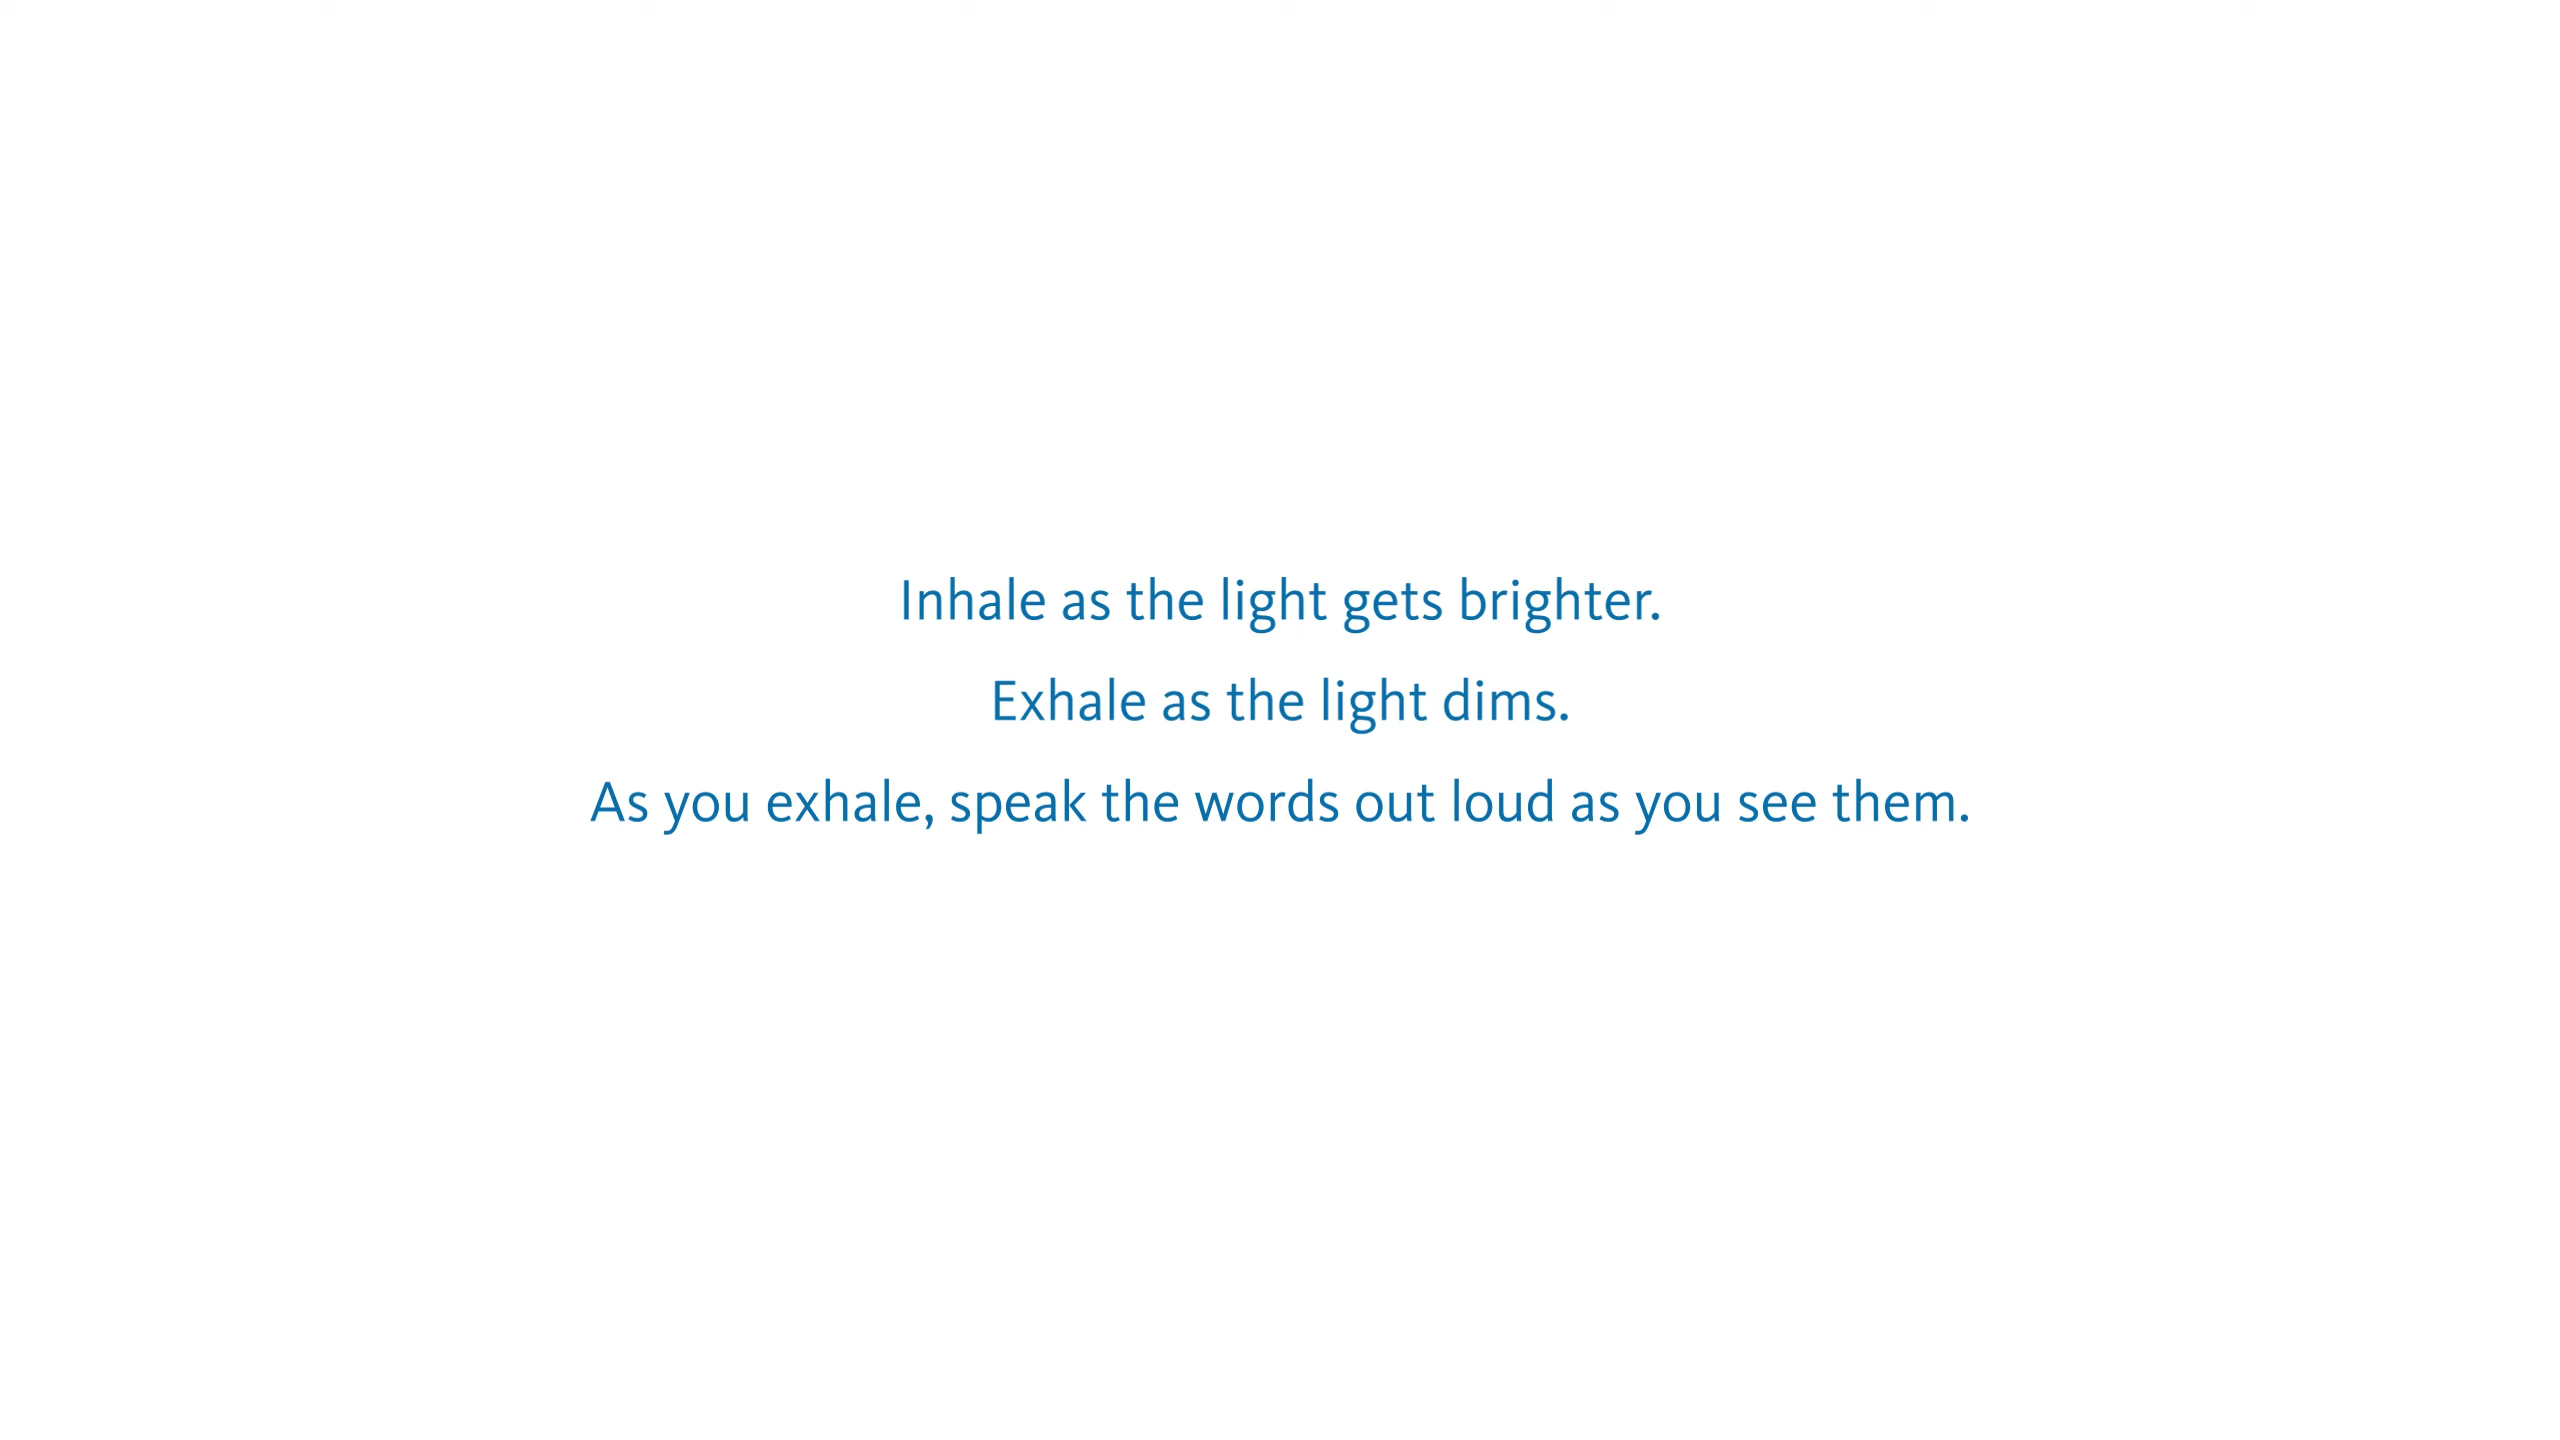 Inhale as the light gets brighter.
Exhale as the light dims.
As you exhale, speak the words out loud as you see them.